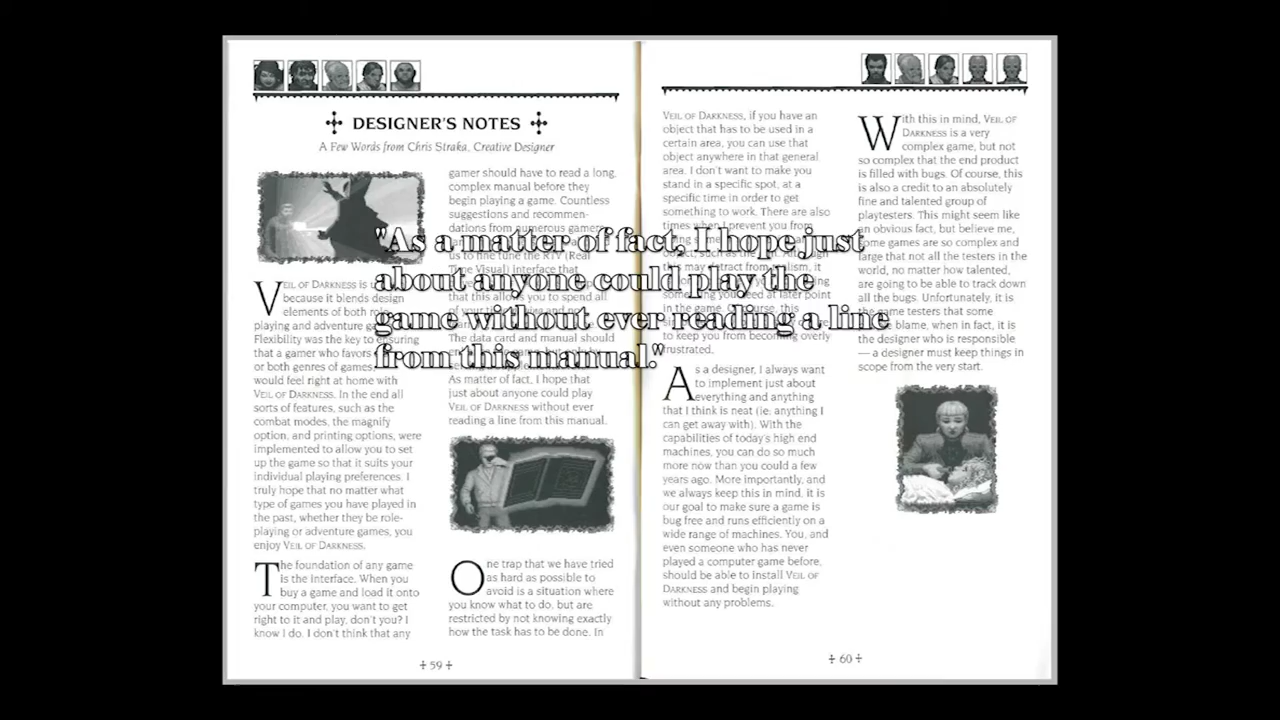 ✣ DESIGNER'S NOTES ✣
A Few Words from Chris Straka, Creative Designer
VEIL OF DARKNESS is
because it blends design
elements of both role
playing and adventure
Flexibility was the key to ensuring
that a gamer who favors
or both genres of games,
would feel right at home with
VEIL OF DARKNESS. In the end all
sorts of features, such as the
combat modes, the magnify
option, and printing options, were
implemented to allow you to set
up the game so that it suits your
individual playing preferences. I
truly hope that no matter what
type of games you have played in
the past, whether they be role-
playing or adventure games, you
enjoy VEIL OF DARKNESS.
The foundation of any game
is the interface. When you
buy a game and load it onto
your computer, you want to get
right to it and play, don't you? I
know I do. I don't think that any
gamer should have to read a long,
complex manual before they
begin playing a game. Countless
suggestions and recommen-
dations from numerous gamers
us to fine tune the RTV (Real
Time Visual) interface that
that this allows you to spend all
The data card and manual should
As matter of fact, I hope that
just about anyone could play
VEIL OF DARKNESS without ever
reading a line from this manual.
One trap that we have tried
as hard as possible to
avoid is a situation where
you know what to do, but are
restricted by not knowing exactly
how the task has to be done. In
✣ 59 ✣
"As a matter of fact, I hope just
about anyone could play the
game without ever reading a line
from this manual."
VEIL OF DARKNESS, if you have an
object that has to be used in a
certain area, you can use that
object anywhere in that general
area. I don't want to make you
stand in a specific spot, at a
specific time in order to get
something to work. There are also
times when I prevent you from
this may detract from realism, it
need at later point
in the game. Of course, this
to keep you from becoming overly
frustrated.
As a designer, I always want
to implement just about
everything and anything
that I think is neat (ie. anything I
can get away with). With the
capabilities of today's high end
machines, you can do so much
more now than you could a few
years ago. More importantly, and
we always keep this in mind, it is
our goal to make sure a game is
bug free and runs efficiently on a
wide range of machines. You, and
even someone who has never
played a computer game before,
should be able to install VEIL OF
DARKNESS and begin playing
without any problems.
With this in mind, VEIL OF
DARKNESS is a very
complex game, but not
so complex that the end product
is filled with bugs. Of course, this
is also a credit to an absolutely
fine and talented group of
playtesters. This might seem like
an obvious fact, but believe me,
some games are so complex and
large that not all the testers in the
world, no matter how talented,
are going to be able to track down
all the bugs. Unfortunately, it is
the game testers that some
blame, when in fact, it is
the designer who is responsible
— a designer must keep things in
scope from the very start.
✣ 60 ✣